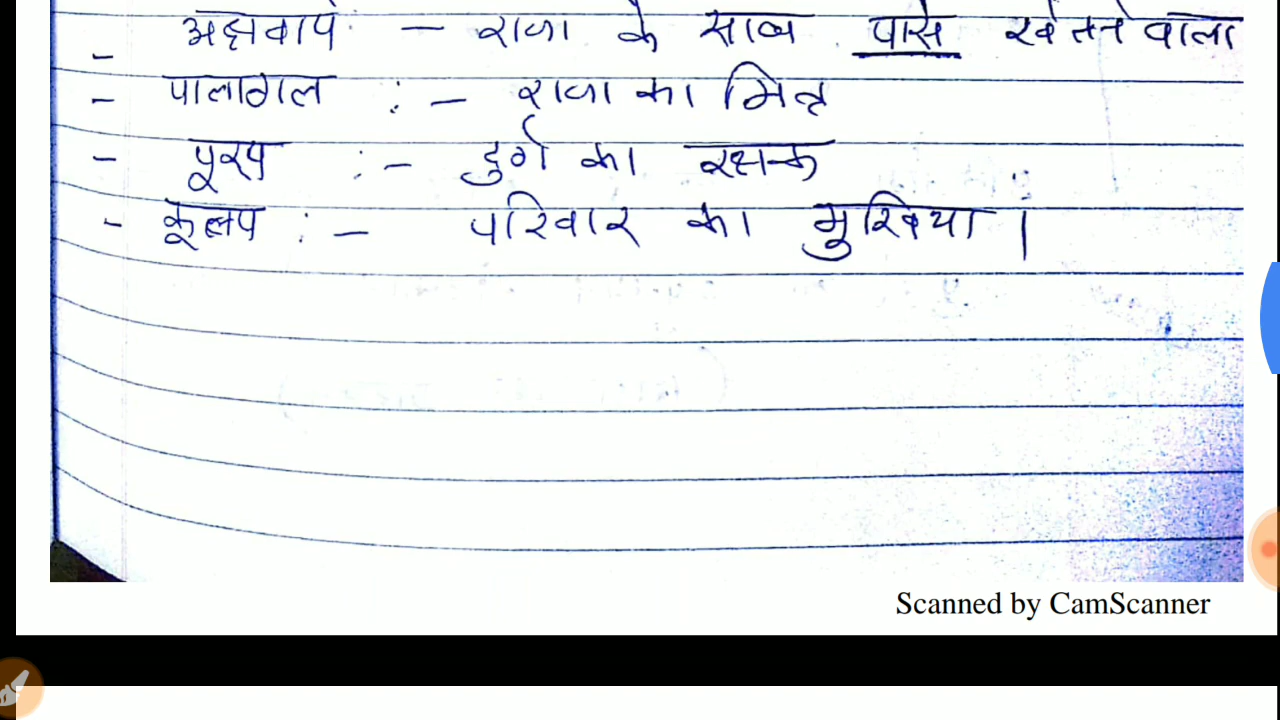 - अक्षवाप : - राजा के साथ पासे खेलने वाला
- पालागल : - राजा का मित्र
- पूरप : - दुर्ग का रक्षक
- कूलप : - परिवार का मुखिया |
Scanned by CamScanner